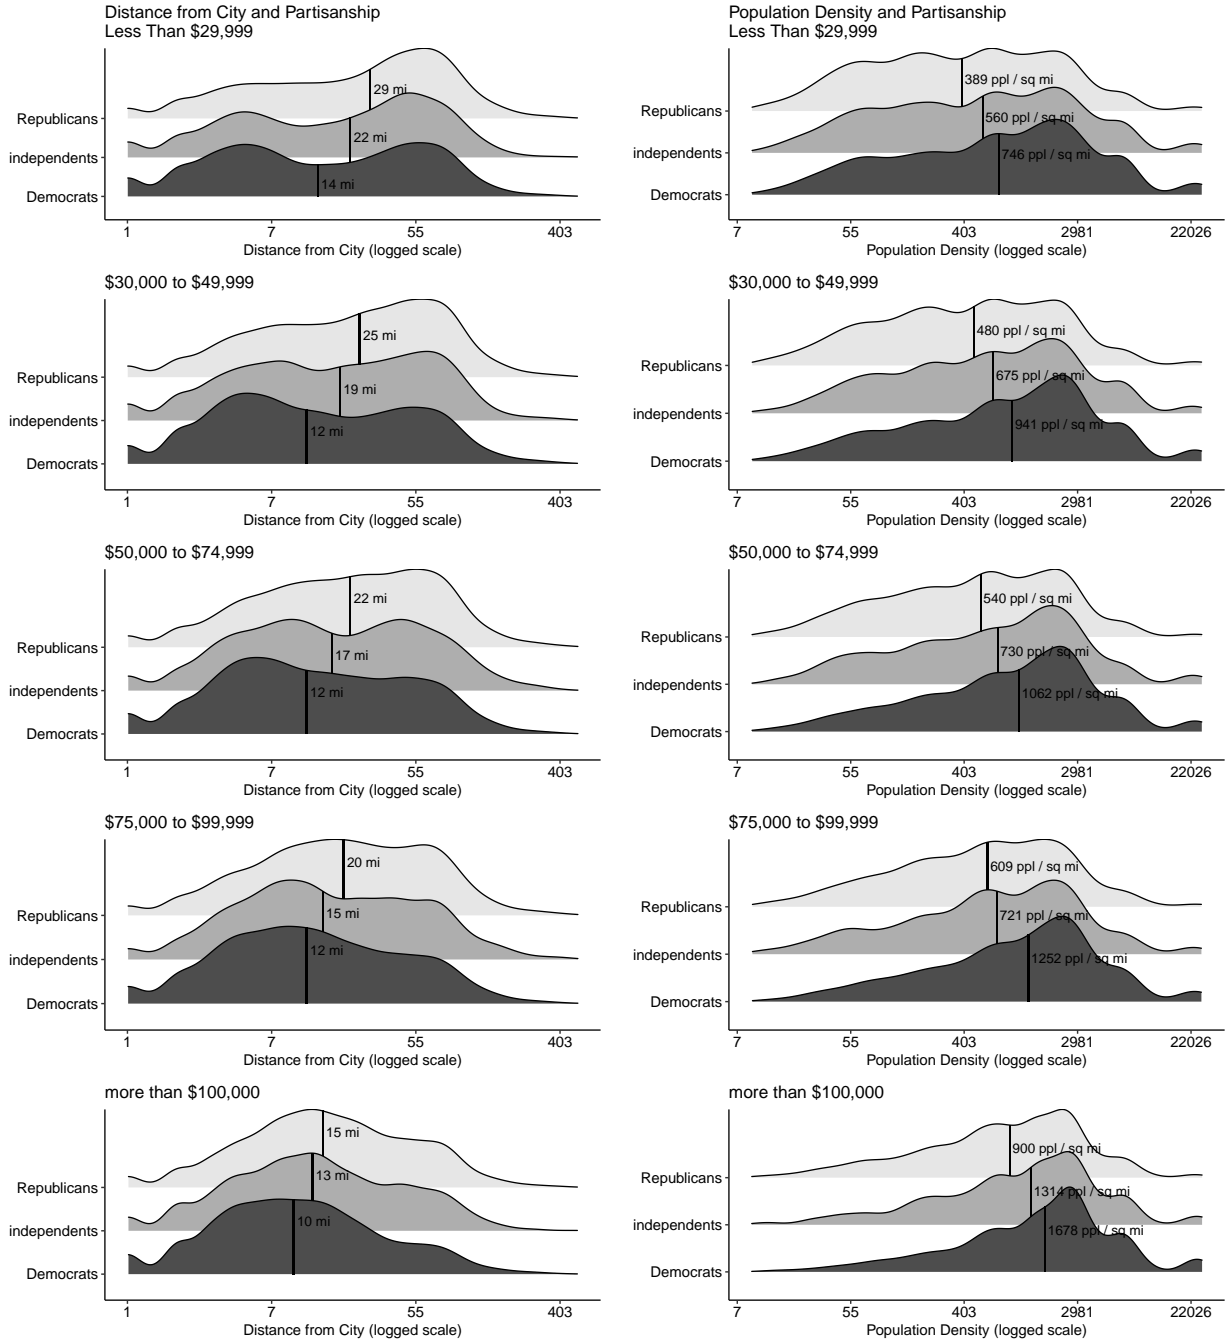 Distance from City and Partisanship
Less Than $29,999
Republicans
independents
Democrats
29 mi
22 mi
14 mi
1 7 55 403
Distance from City (logged scale)
Population Density and Partisanship
Less Than $29,999
Republicans
independents
Democrats
389 ppl / sq mi
560 ppl / sq mi
746 ppl / sq mi
7 55 403 2981 22026
Population Density (logged scale)
$30,000 to $49,999
Republicans
independents
Democrats
25 mi
19 mi
12 mi
1 7 55 403
Distance from City (logged scale)
$30,000 to $49,999
Republicans
independents
Democrats
480 ppl / sq mi
675 ppl / sq mi
941 ppl / sq mi
7 55 403 2981 22026
Population Density (logged scale)
$50,000 to $74,999
Republicans
independents
Democrats
22 mi
17 mi
12 mi
1 7 55 403
Distance from City (logged scale)
$50,000 to $74,999
Republicans
independents
Democrats
540 ppl / sq mi
730 ppl / sq mi
1062 ppl / sq mi
7 55 403 2981 22026
Population Density (logged scale)
$75,000 to $99,999
Republicans
independents
Democrats
20 mi
15 mi
12 mi
1 7 55 403
Distance from City (logged scale)
$75,000 to $99,999
Republicans
independents
Democrats
609 ppl / sq mi
721 ppl / sq mi
1252 ppl / sq mi
7 55 403 2981 22026
Population Density (logged scale)
more than $100,000
Republicans
independents
Democrats
15 mi
13 mi
10 mi
1 7 55 403
Distance from City (logged scale)
more than $100,000
Republicans
independents
Democrats
900 ppl / sq mi
1314 ppl / sq mi
1678 ppl / sq mi
7 55 403 2981 22026
Population Density (logged scale)